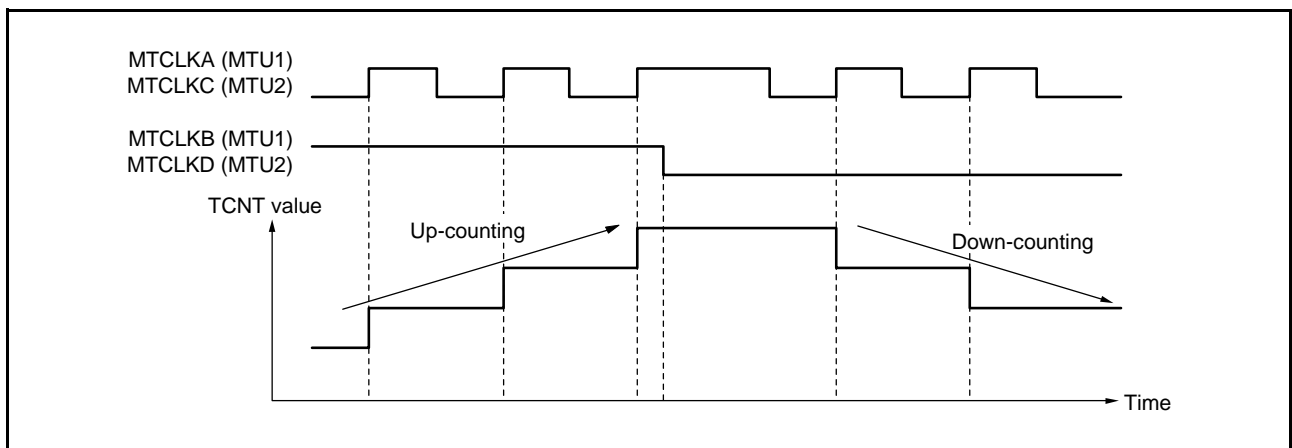 MTCLKA (MTU1)
MTCLKC (MTU2)
MTCLKB (MTU1)
MTCLKD (MTU2)
TCNT value
Up-counting
Down-counting
Time